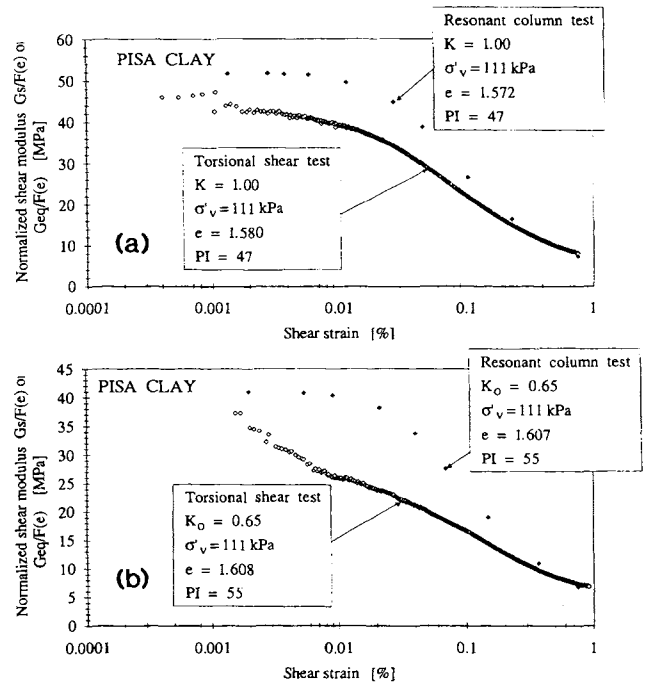 PISA CLAY
Resonant column test
K = 1.00
σ'v = 111 kPa
e = 1.572
PI = 47
Torsional shear test
K = 1.00
σ'v = 111 kPa
e = 1.580
PI = 47
(a)
Normalized shear modulus Gs/F(e) or
Geq/F(e) [MPa]
60
50
40
30
20
10
0
0.0001
0.001
0.01
0.1
1
Shear strain [%]
PISA CLAY
Resonant column test
Ko = 0.65
σ'v = 111 kPa
e = 1.607
PI = 55
Torsional shear test
Ko = 0.65
σ'v = 111 kPa
e = 1.608
PI = 55
(b)
Normalized shear modulus Gs/F(e) or
Geq/F(e) [MPa]
45
40
35
30
25
20
15
10
5
0
0.0001
0.001
0.01
0.1
1
Shear strain [%]